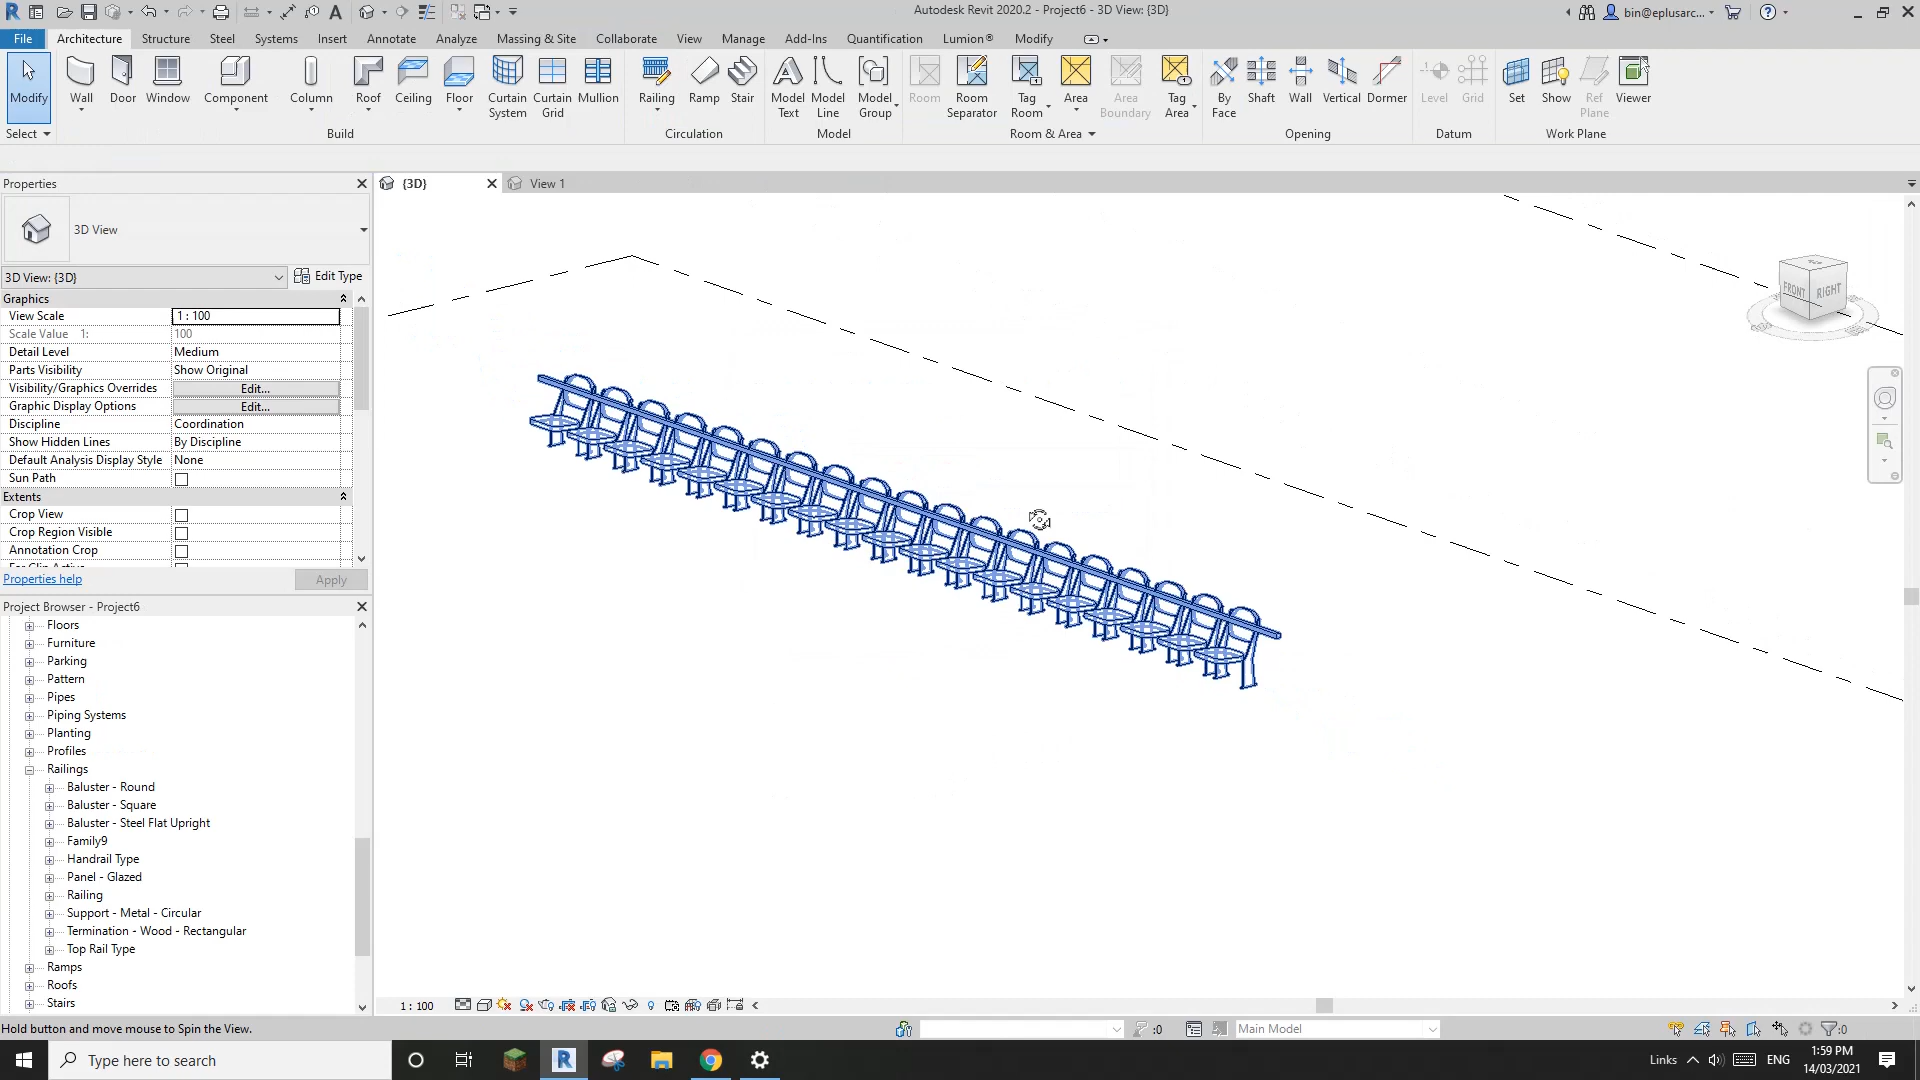 Autodesk Revit 2020.2 - Project6 - 3D View: {3D}
bin@eplusarc...
File Architecture Structure Steel Systems Insert Annotate Analyze Massing & Site Collaborate View Manage Add-Ins Quantification Lumion® Modify
Modify Wall Door Window Component Column Roof Ceiling Floor Curtain System Curtain Grid Mullion Railing Ramp Stair Model Text Model Line Model Group Room Room Separator Tag Room Area Area Boundary Tag Area By Face Shaft Wall Vertical Dormer Level Grid Set Show Ref Plane Viewer
Select Build Circulation Model Room & Area Opening Datum Work Plane
Properties
{3D} View 1
3D View
3D View: {3D} Edit Type
Graphics
View Scale 1 : 100
Scale Value 1: 100
Detail Level Medium
Parts Visibility Show Original
Visibility/Graphics Overrides Edit...
Graphic Display Options Edit...
Discipline Coordination
Show Hidden Lines By Discipline
Default Analysis Display Style None
Sun Path
Extents
Crop View
Crop Region Visible
Annotation Crop
Properties help Apply
TOP
FRONT RIGHT
Project Browser - Project6
Floors
Furniture
Parking
Pattern
Pipes
Piping Systems
Planting
Profiles
Railings
Baluster - Round
Baluster - Square
Baluster - Steel Flat Upright
Family9
Handrail Type
Panel - Glazed
Railing
Support - Metal - Circular
Termination - Wood - Rectangular
Top Rail Type
Ramps
Roofs
Stairs
1 : 100
Hold button and move mouse to Spin the View.
:0 Main Model :0
Type here to search
Links ENG
1:59 PM
14/03/2021